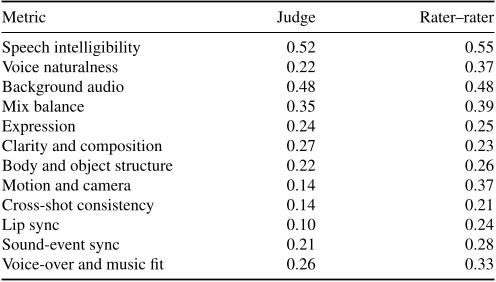 Metric Judge Rater–rater
Speech intelligibility 0.52 0.55
Voice naturalness 0.22 0.37
Background audio 0.48 0.48
Mix balance 0.35 0.39
Expression 0.24 0.25
Clarity and composition 0.27 0.23
Body and object structure 0.22 0.26
Motion and camera 0.14 0.37
Cross-shot consistency 0.14 0.21
Lip sync 0.10 0.24
Sound-event sync 0.21 0.28
Voice-over and music fit 0.26 0.33